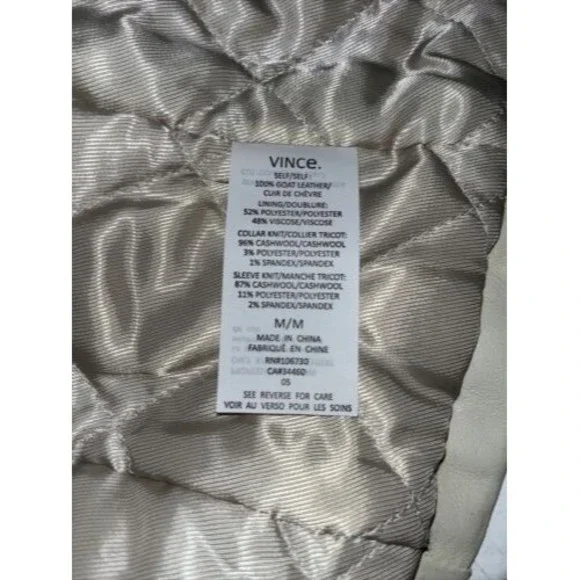 VINCE.
SELF/SELF:
100% GOAT LEATHER/
CUIR DE CHÈVRE
LINING/DOUBLURE:
52% POLYESTER/POLYESTER
48% VISCOSE/VISCOSE
COLLAR KNIT/COLLIER TRICOT:
96% CASHWOOL/CASHWOOL
3% POLYESTER/POLYESTER
1% SPANDEX/SPANDEX
SLEEVE KNIT/MANCHE TRICOT:
87% CASHWOOL/CASHWOOL
11% POLYESTER/POLYESTER
2% SPANDEX/SPANDEX
M/M
MADE IN CHINA
FABRIQUÉ EN CHINE
RN#106730
CA#34460
05
SEE REVERSE FOR CARE
VOIR AU VERSO POUR LES SOINS